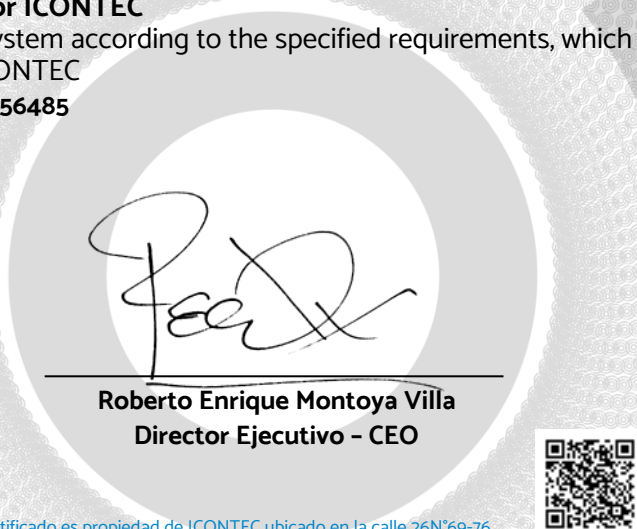 or ICONTEC
ystem according to the specified requirements, which
ONTEC
56485
Roberto Enrique Montoya Villa
Director Ejecutivo – CEO
tificado es propiedad de ICONTEC ubicado en la calle 26N°69-76